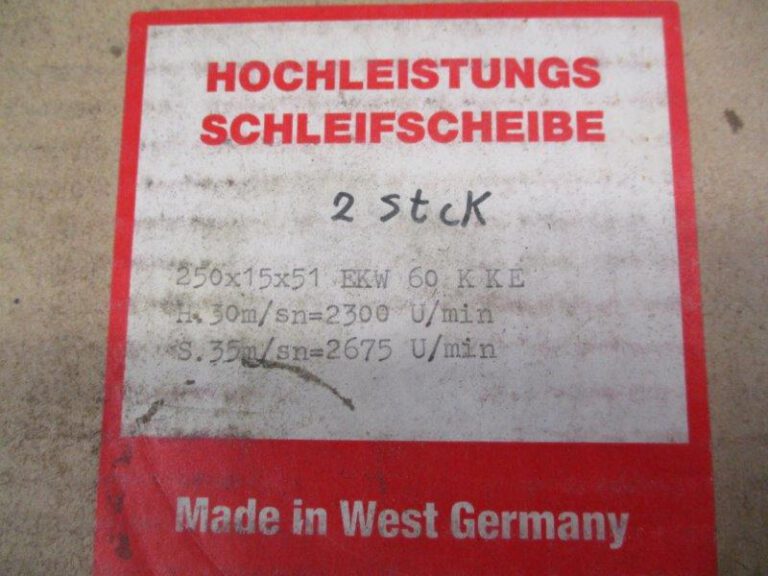 HOCHLEISTUNGS
SCHLEIFSCHEIBE
2 Stck
250x15x51 EKW 60 K KE
H.30m/sn=2300 U/min
S.35m/sn=2675 U/min
Made in West Germany